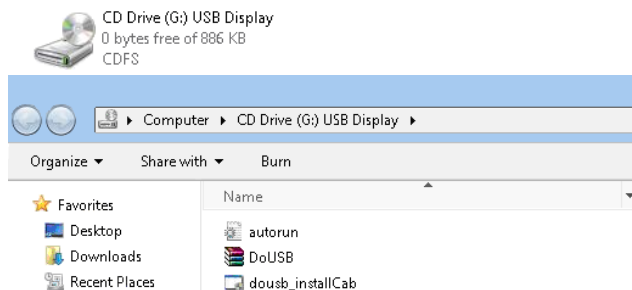 CD Drive (G:) USB Display
0 bytes free of 886 KB
CDFS
Computer CD Drive (G:) USB Display
Organize Share with Burn
Favorites
Name
Desktop
autorun
Downloads
DoUSB
Recent Places
dousb_installCab